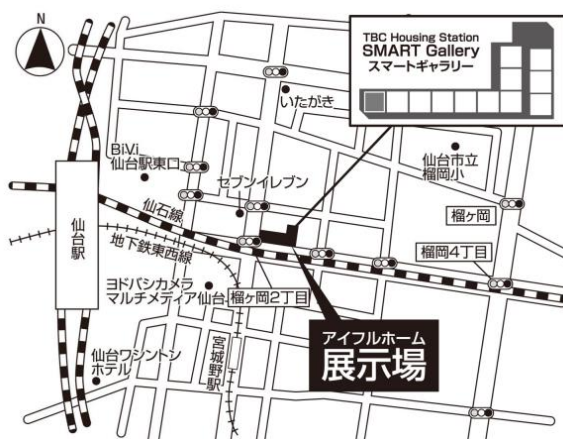 N
TBC Housing Station
SMART Gallery
スマートギャラリー
いたがき
BiVi
仙台駅東口
セブンイレブン
仙台市立
榴岡小
榴ヶ岡
仙石線
仙台駅
地下鉄東西線
榴岡4丁目
ヨドバシカメラ
マルチメディア仙台
榴ヶ岡2丁目
アイフルホーム
展示場
宮城野駅
仙台ワシントン
ホテル